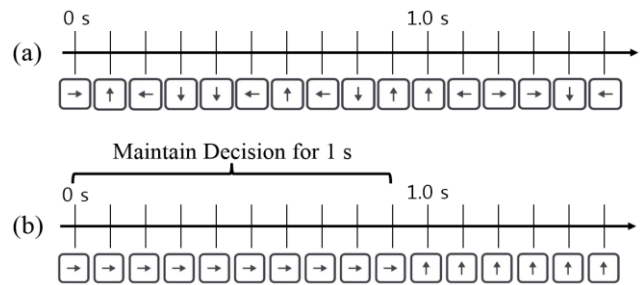 0 s 1.0 s
(a)
→ ↑ ← ↓ ↓ ← ↑ ← ↓ ↑ ↑ ← → → ↓ ←
Maintain Decision for 1 s
0 s 1.0 s
(b)
→ → → → → → → → → → ↑ ↑ ↑ ↑ ↑ ↑